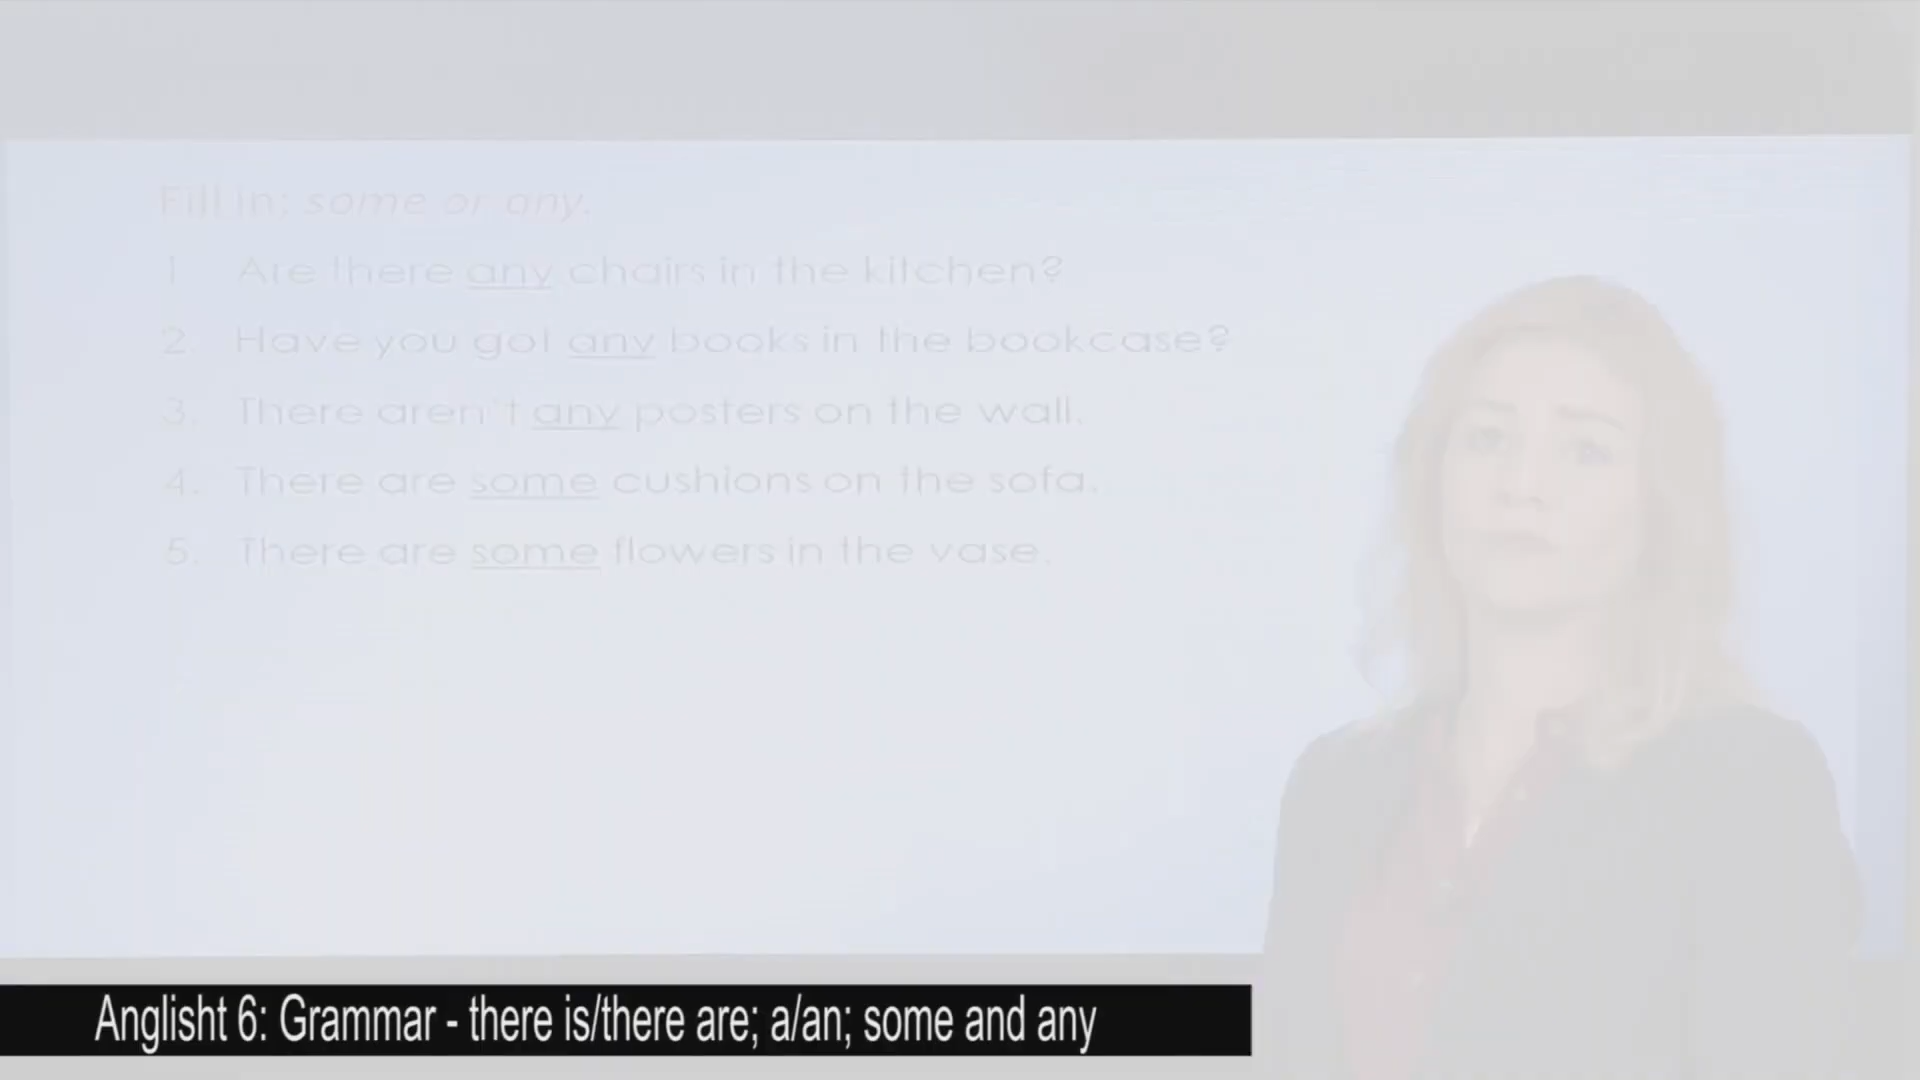 Fill in: some or any.
1 Are there any chairs in the kitchen?
2 Have you got any books in the bookcase?
3. There aren't any posters on the wall.
4. There are some cushions on the sofa.
5. There are some flowers in the vase.
Anglisht 6: Grammar - there is/there are; a/an; some and any